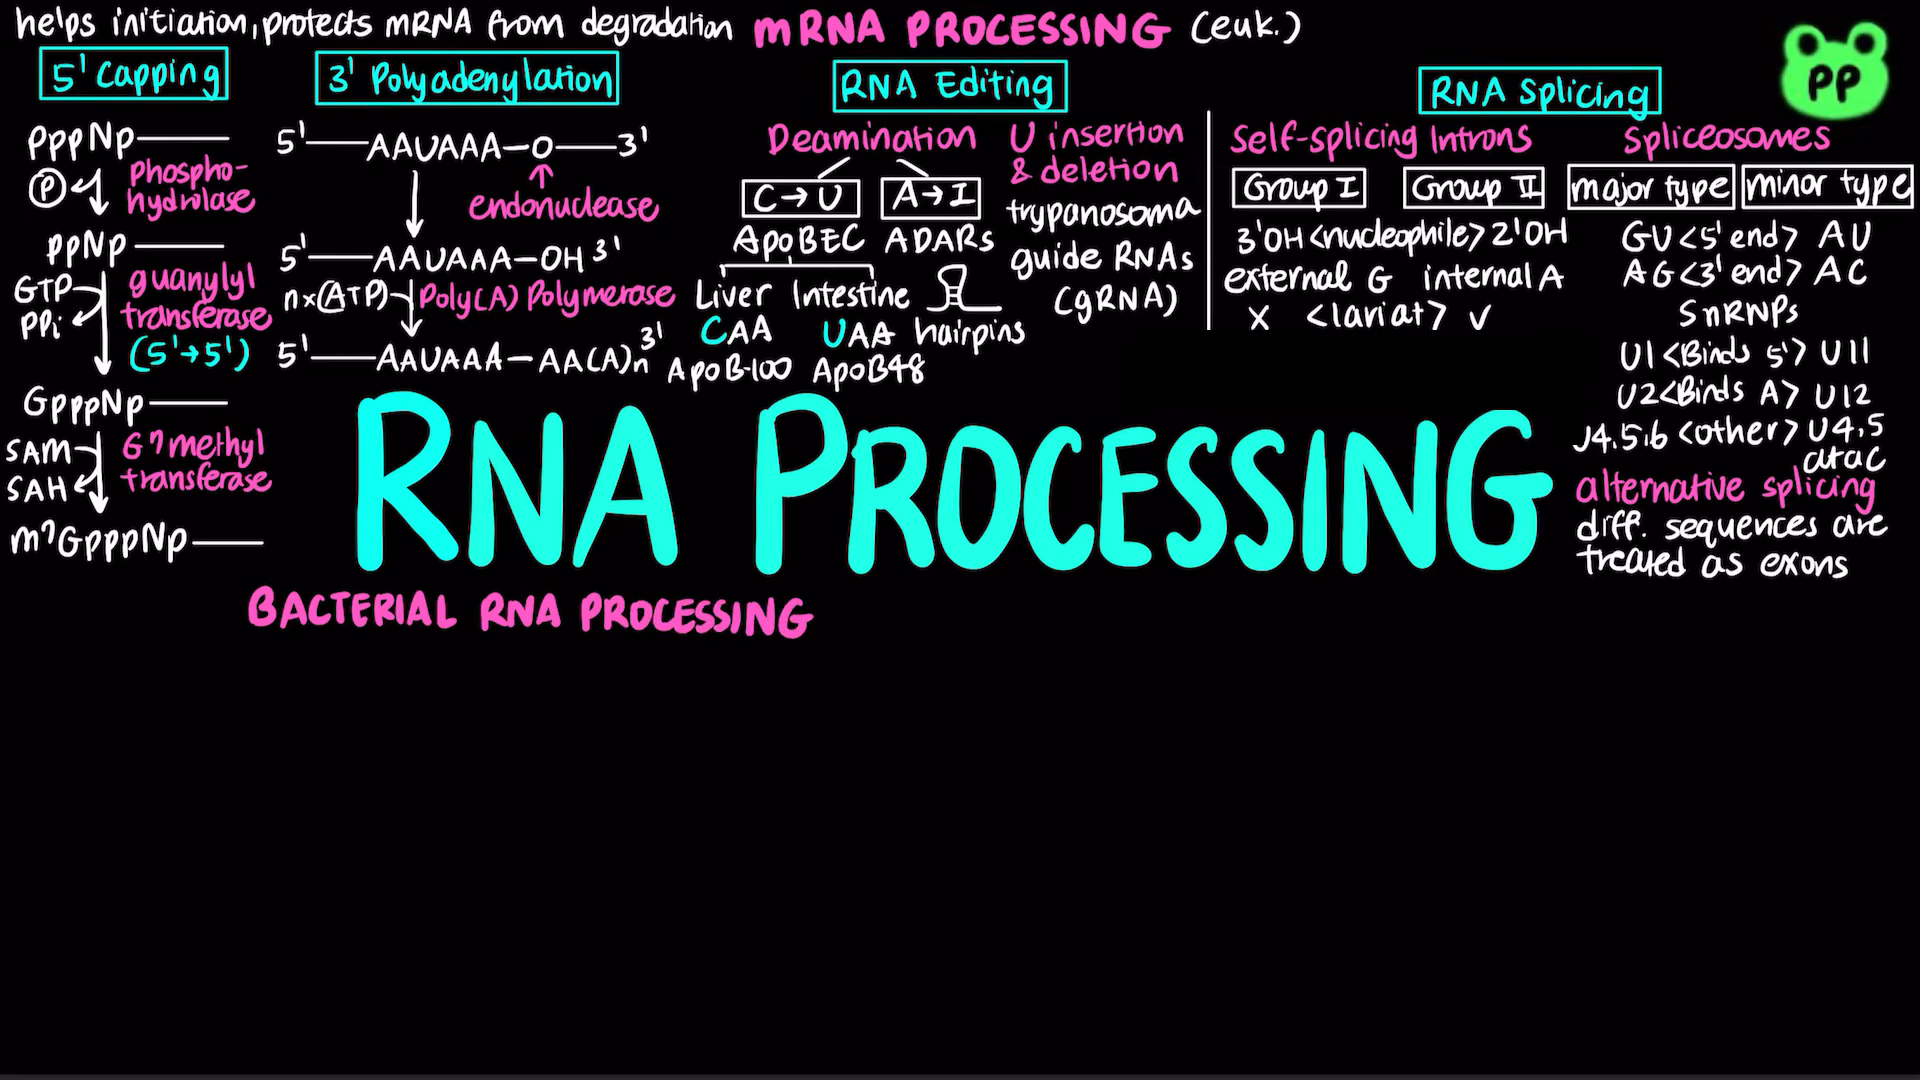 helps initiation, protects mRNA from degradation
mRNA PROCESSING (euk.)
PP
5' Capping
pppNp
P
Phospho-
hydrolase
ppNp
GTP
PPi
guanylyl
transferase
(5'→5')
GpppNp
SAM
SAH
G7 methyl
transferase
m7GpppNp
3' Polyadenylation
5' AAUAAA-O 3'
endonuclease
5' AAUAAA-OH 3'
nx(ATP) Poly(A) Polymerase
5' AAUAAA-AA(A)n 3'
RNA Editing
Deamination
C→U
A→I
ApoBEC
ADARs
Liver
Intestine
CAA
UAA
hairpins
ApoB-100
ApoB48
U insertion
& deletion
trypanosoma
guide RNAs
(gRNA)
RNA Splicing
Self-splicing Introns
Group I
Group II
3'OH <nucleophile> 2'OH
external G internal A
x <lariat> ✓
Spliceosomes
major type
minor type
GU <5' end> AU
AG <3' end> AC
SnRNPs
U1 <Binds 5'> U11
U2 <Binds A> U12
U4,5,6 <other> U4,5
atac
alternative splicing
diff. sequences are
treated as exons
RNA PROCESSING
BACTERIAL RNA PROCESSING